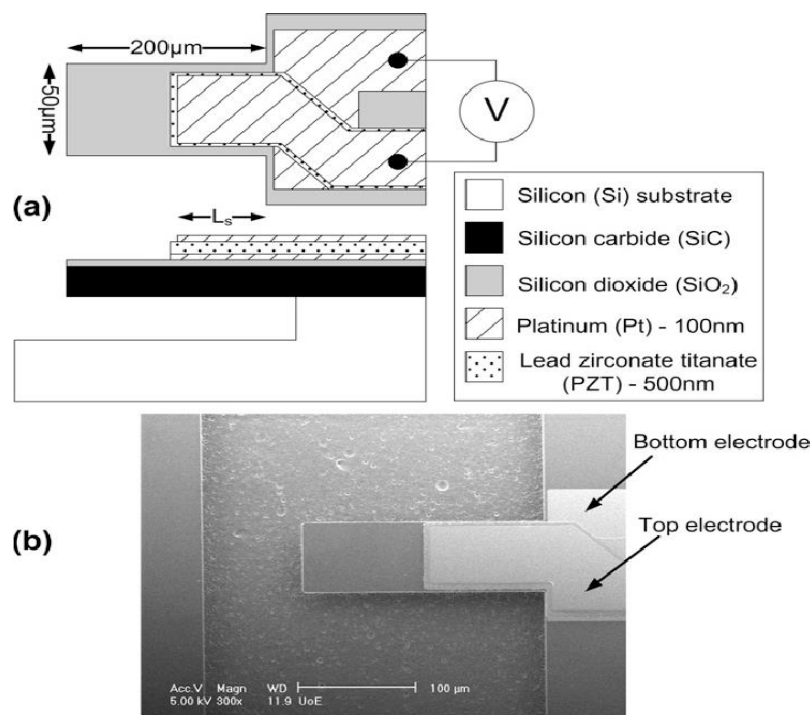 200μm
50μm
V
(a)
Ls
Silicon (Si) substrate
Silicon carbide (SiC)
Silicon dioxide (SiO₂)
Platinum (Pt) - 100nm
Lead zirconate titanate
(PZT) - 500nm
(b)
Bottom electrode
Top electrode
Acc.V Magn WD 100 μm
5.00 kV 300x 11.9 UoE